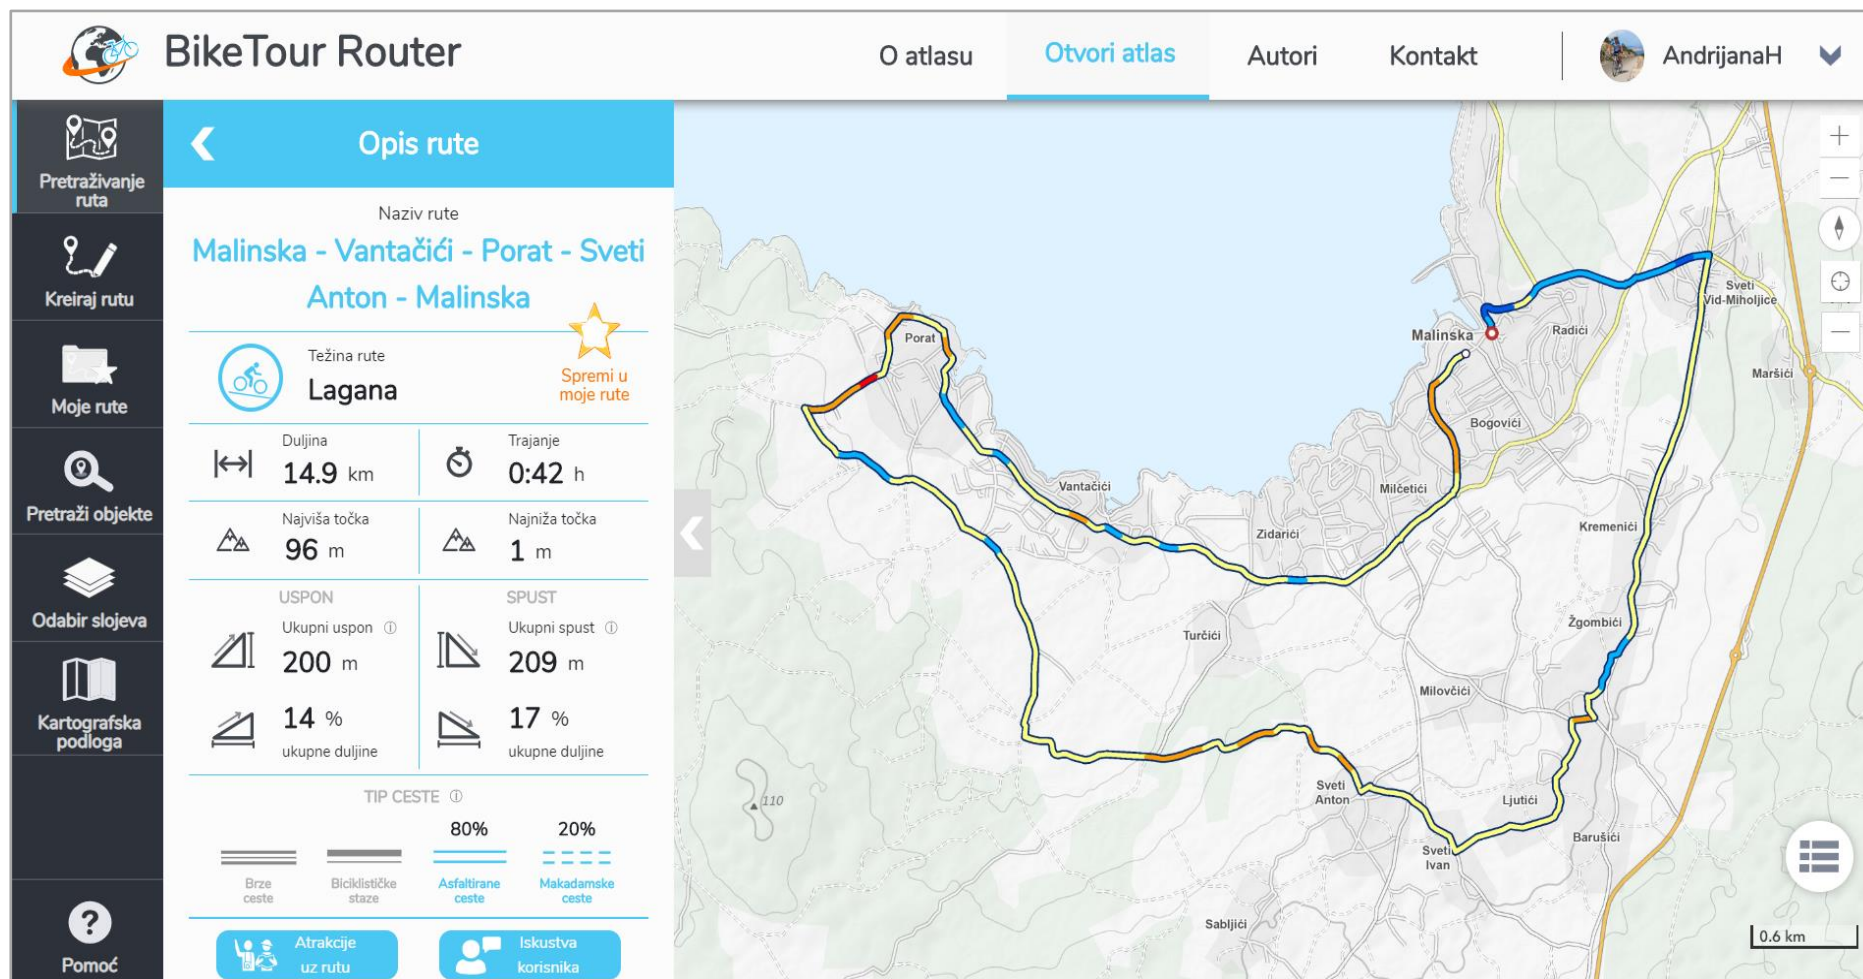 BikeTour Router
O atlasu
Otvori atlas
Autori
Kontakt
AndrijanaH
Pretraživanje
ruta
Kreiraj rutu
Moje rute
Pretraži objekte
Odabir slojeva
Kartografska
podloga
Pomoć
Opis rute
Naziv rute
Malinska - Vantačići - Porat - Sveti
Anton - Malinska
Težina rute
Lagana
Spremi u
moje rute
Duljina
14.9 km
Trajanje
0:42 h
Najviša točka
96 m
Najniža točka
1 m
USPON
Ukupni uspon
200 m
14 %
ukupne duljine
SPUST
Ukupni spust
209 m
17 %
ukupne duljine
TIP CESTE
80%
20%
Brze
ceste
Biciklističke
staze
Asfaltirane
ceste
Makadamske
ceste
Atrakcije
uz rutu
Iskustva
korisnika
Sveti
Vid-Miholjice
Malinska
Radići
Porat
Maršići
Bogovići
Vantačići
Milčetići
Zidarići
Kremenići
Turčići
Žgombići
Milovčići
Sveti
Anton
Ljutići
110
Barušići
Sveti
Ivan
Sabljići
0.6 km